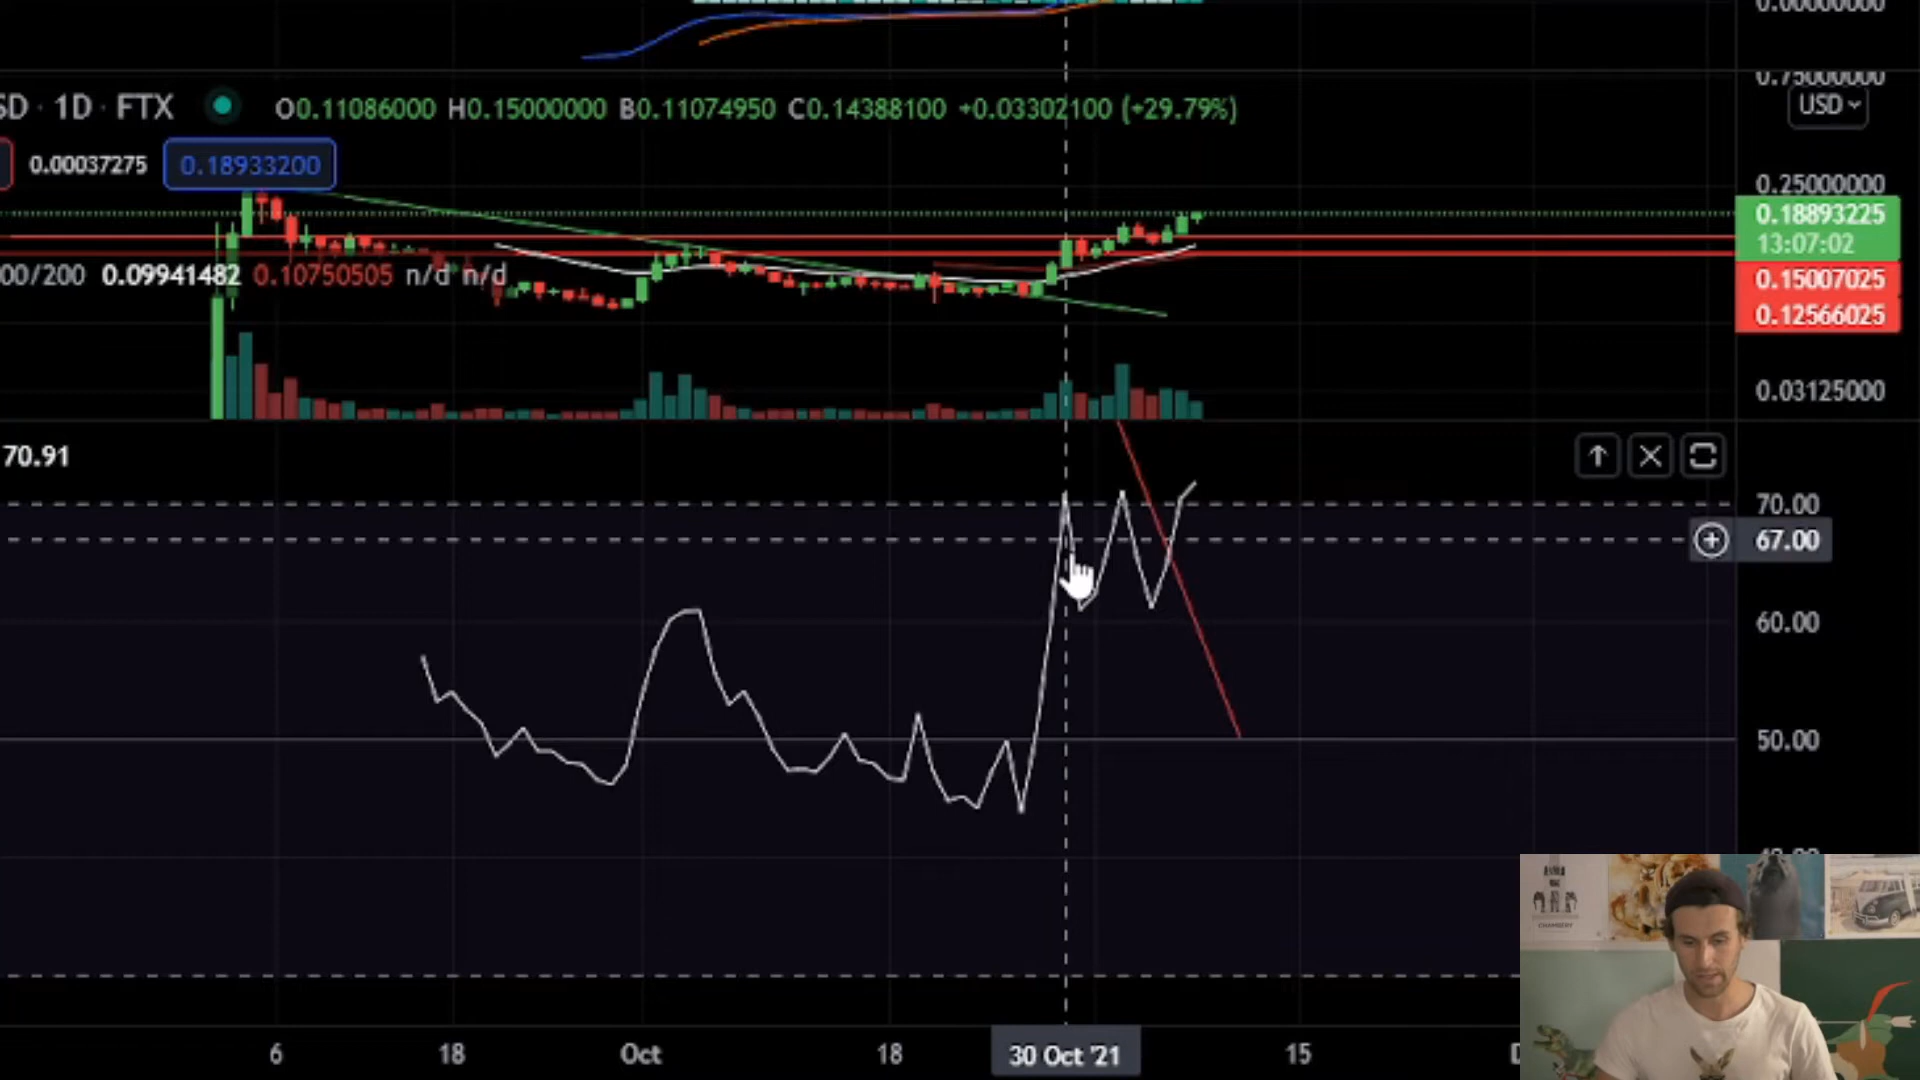 0.00000000
0.75000000
SD · 1D · FTX O0.11086000 H0.15000000 B0.11074950 C0.14388100 +0.03302100 (+29.79%)
USD
0.00037275 0.18933200
0.25000000
0.18893225
13:07:02
00/200 0.09941482 0.10750505 n/d n/d
0.15007025
0.12566025
0.03125000
70.91
70.00
67.00
60.00
50.00
CHAMBERY
6 18 Oct 18 30 Oct '21 15